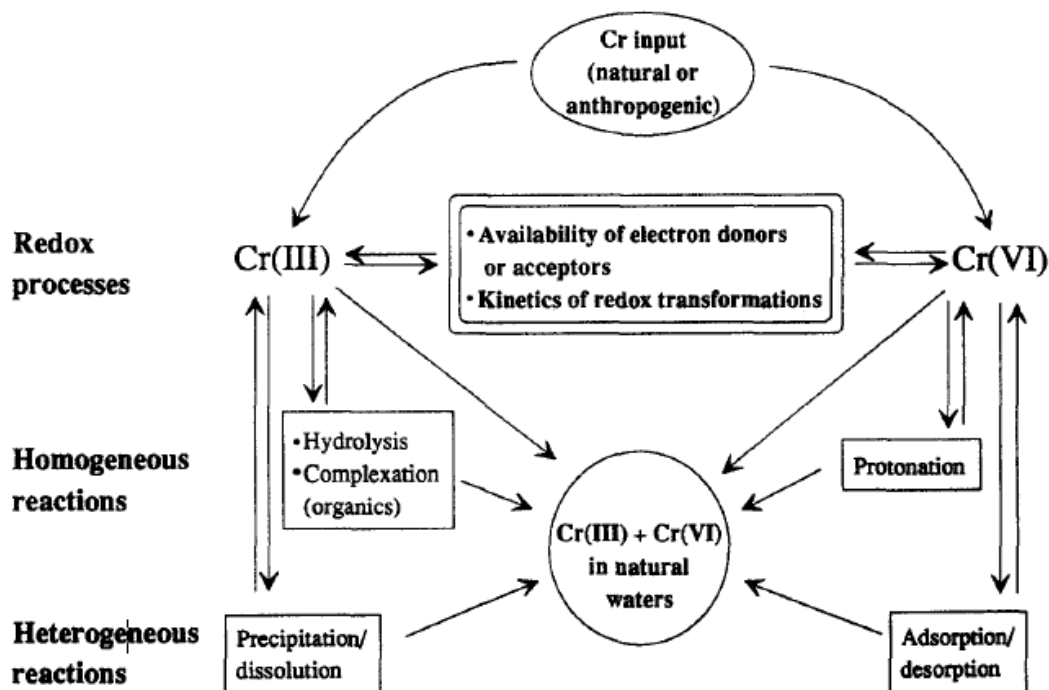 Cr input
(natural or
anthropogenic)
Redox
processes
Cr(III)
•Availability of electron donors
or acceptors
•Kinetics of redox transformations
Cr(VI)
Homogeneous
reactions
•Hydrolysis
•Complexation
(organics)
Protonation
Cr(III) + Cr(VI)
in natural
waters
Heterogeneous
reactions
Precipitation/
dissolution
Adsorption/
desorption